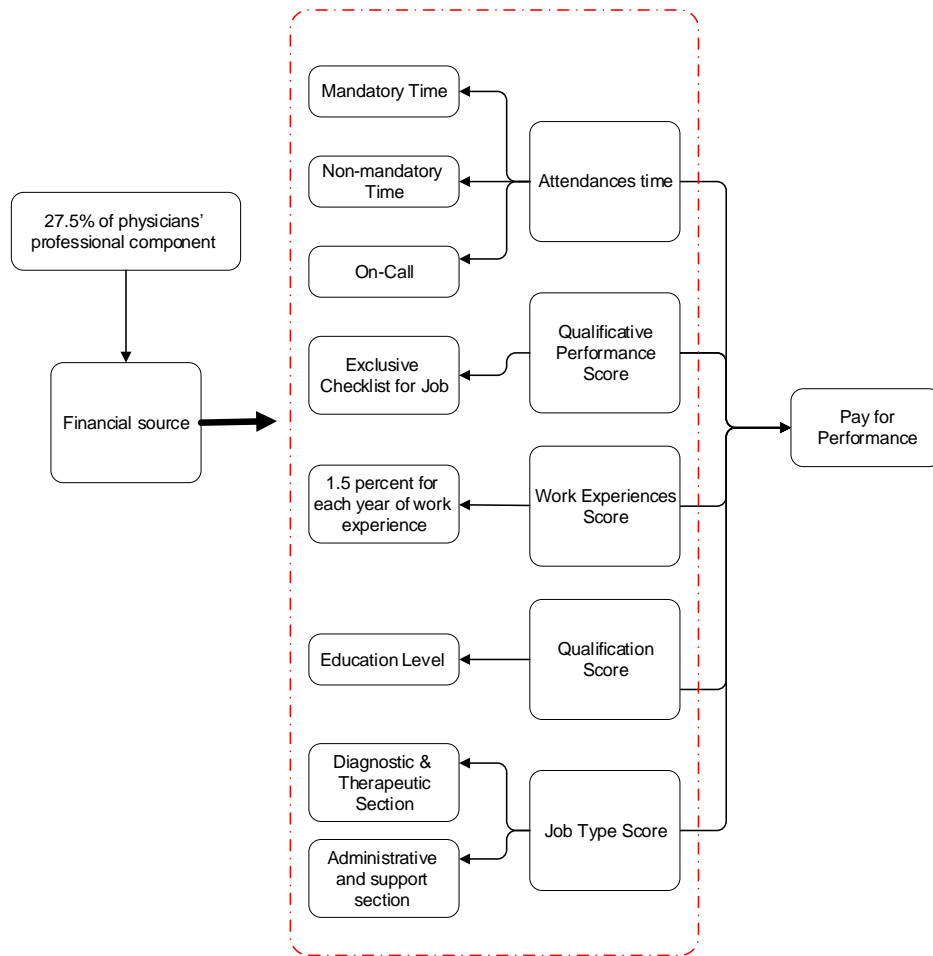 27.5% of physicians’
professional component
Financial source
Mandatory Time
Non-mandatory
Time
On-Call
Exclusive
Checklist for Job
1.5 percent for
each year of work
experience
Education Level
Diagnostic &
Therapeutic
Section
Administrative
and support
section
Attendances time
Qualificative
Performance
Score
Work Experiences
Score
Qualification
Score
Job Type Score
Pay for
Performance